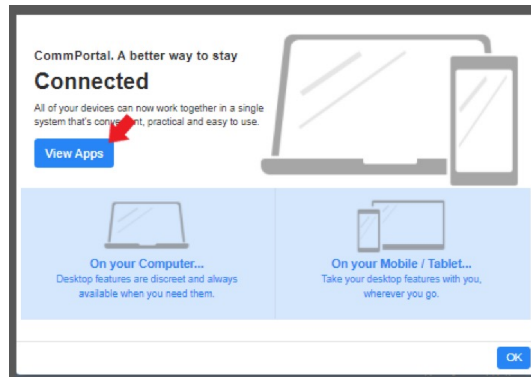 CommPortal. A better way to stay
Connected
All of your devices can now work together in a single
system that's , practical and easy to use.
View Apps
On your Computer...
Desktop features are discreet and always
available when you need them.
On your Mobile / Tablet...
Take your desktop features with you,
wherever you go.
OK